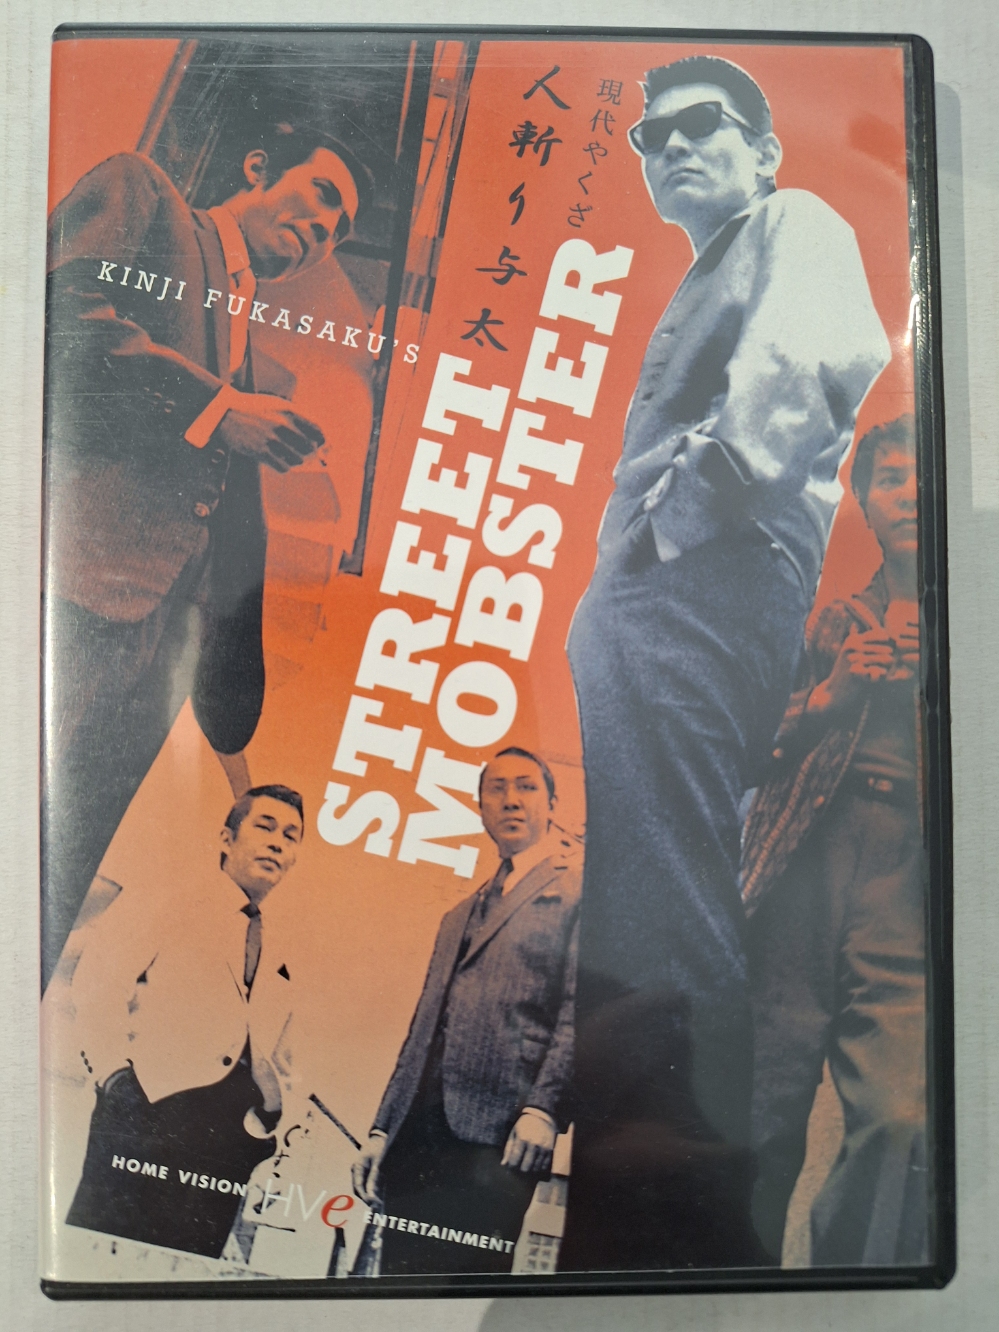 現代やくざ
人斬り与太
KINJI FUKASAKU'S
STREET
MOBSTER
HOME VISION HVe ENTERTAINMENT